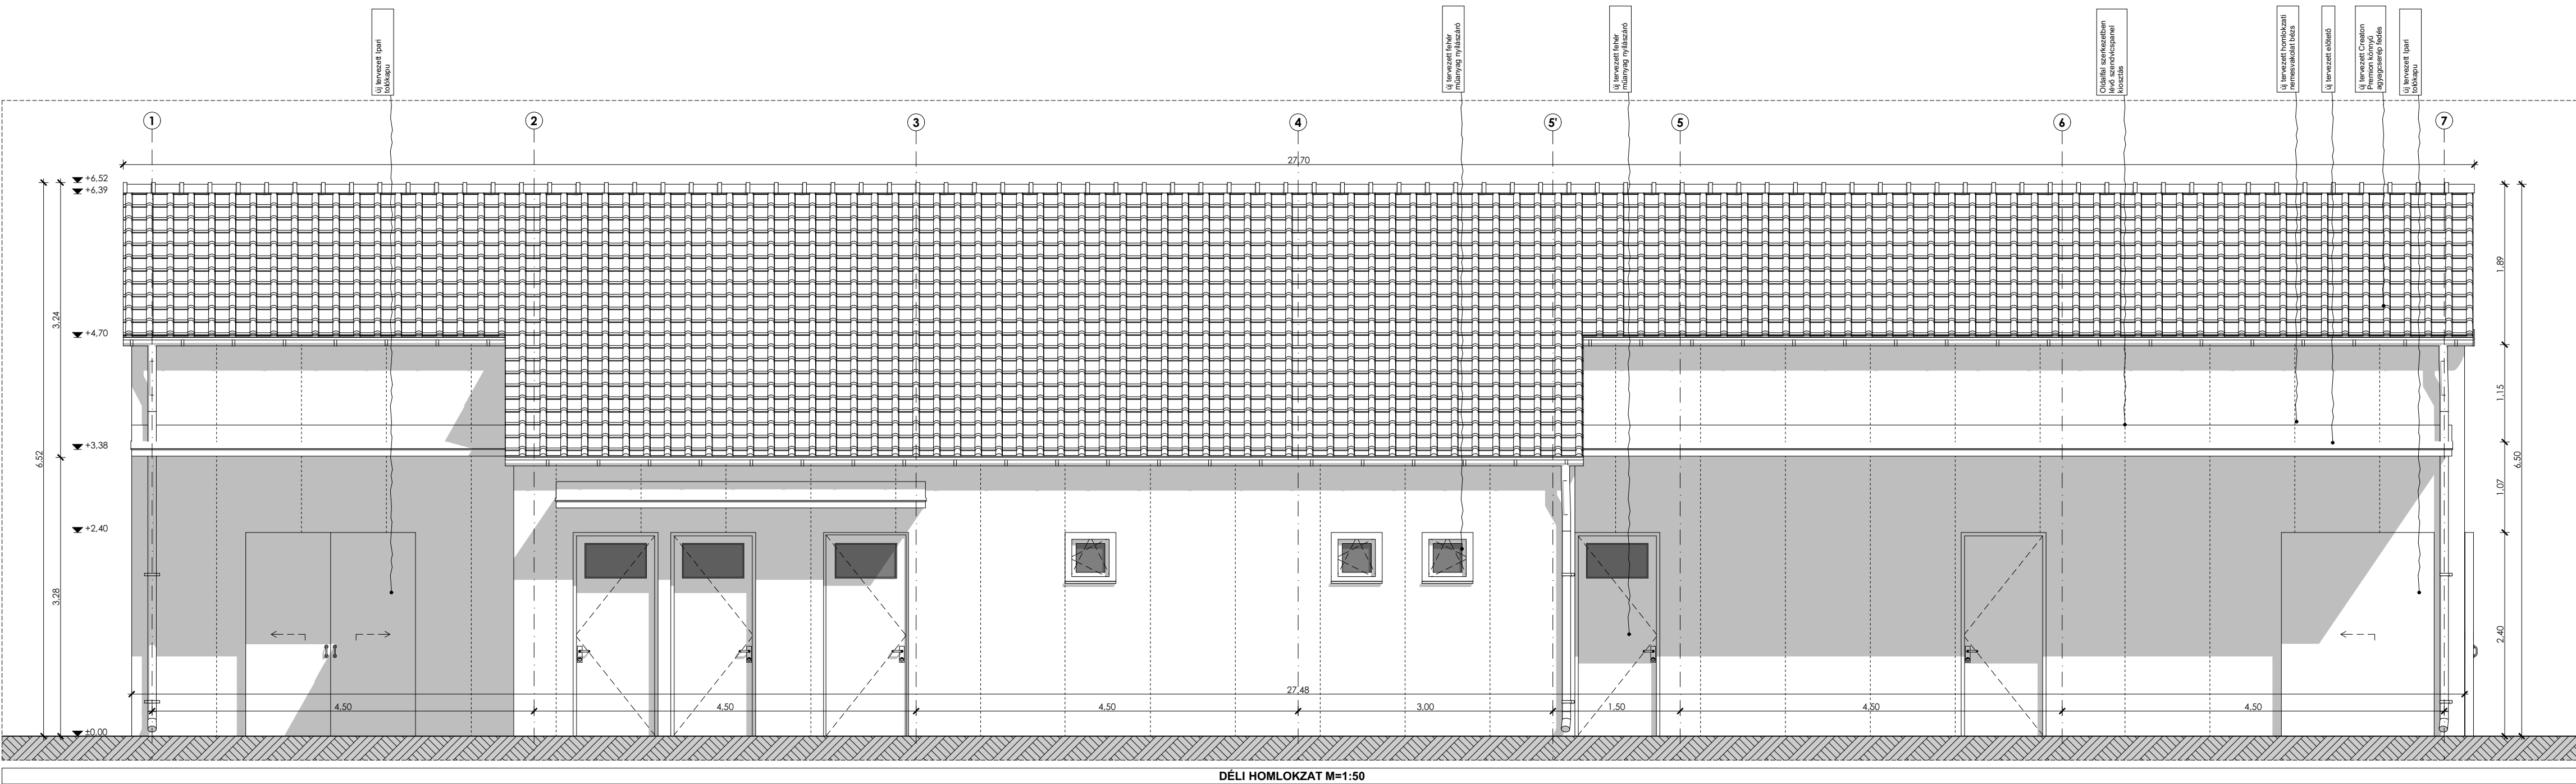 új tervezett Ipari
tolókapu
új tervezett fehér
műanyag nyílászáró
új tervezett fehér
műanyag nyílászáró
Oldalfal szerkezetben
lévő szendvicspanel
kiosztás
új tervezett homlokzati
nemesvakolat bézs
új tervezett előtető
új tervezett Creaton
Premion könnyű
agyagcserép fedés
új tervezett Ipari
tolókapu
1
2
3
4
5'
5
6
7
27,70
+6,52
+6,39
+4,70
+3,38
+2,40
±0,00
6,52
3,24
3,28
1,89
1,15
1,07
2,40
6,50
27,48
4,50
4,50
4,50
3,00
1,50
4,50
4,50
DÉLI HOMLOKZAT M=1:50